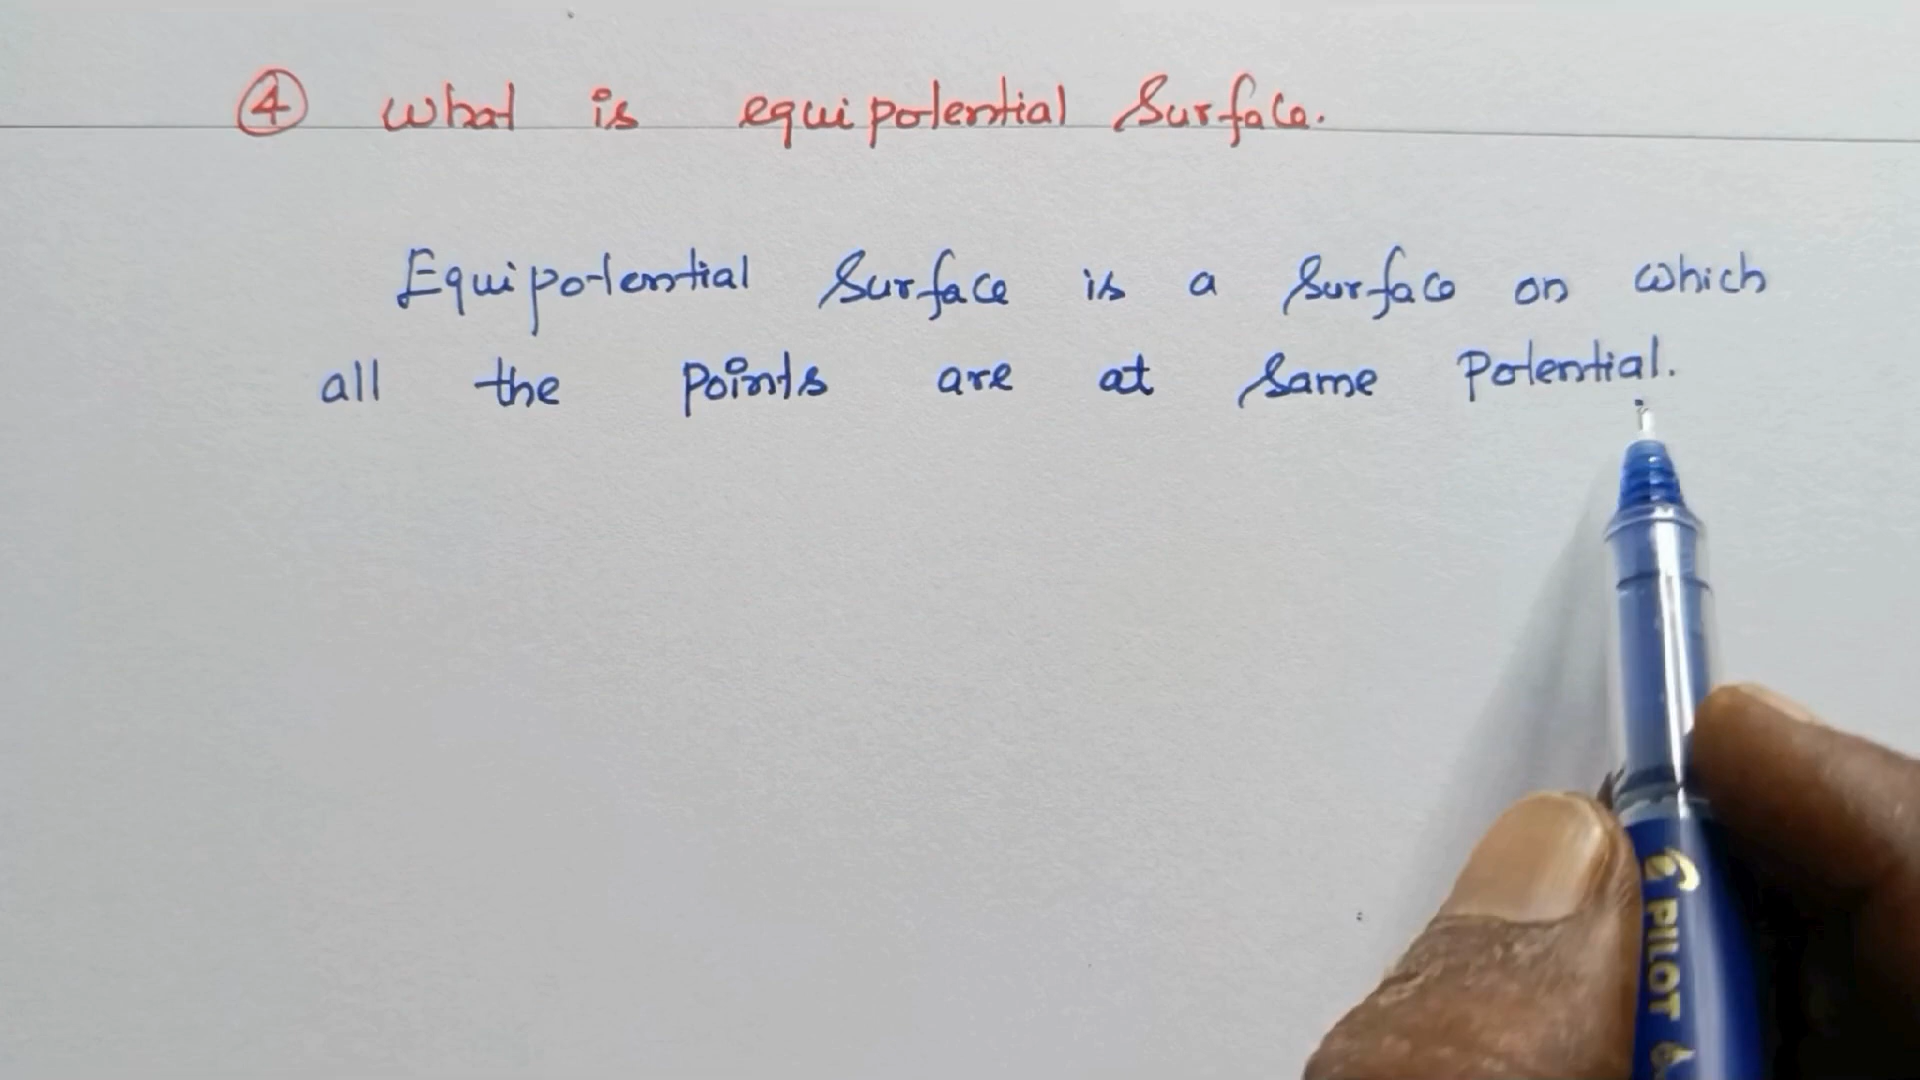 ④ What is equipotential Surface.
Equipotential Surface is a Surface on which
all the points are at same potential.
PILOT